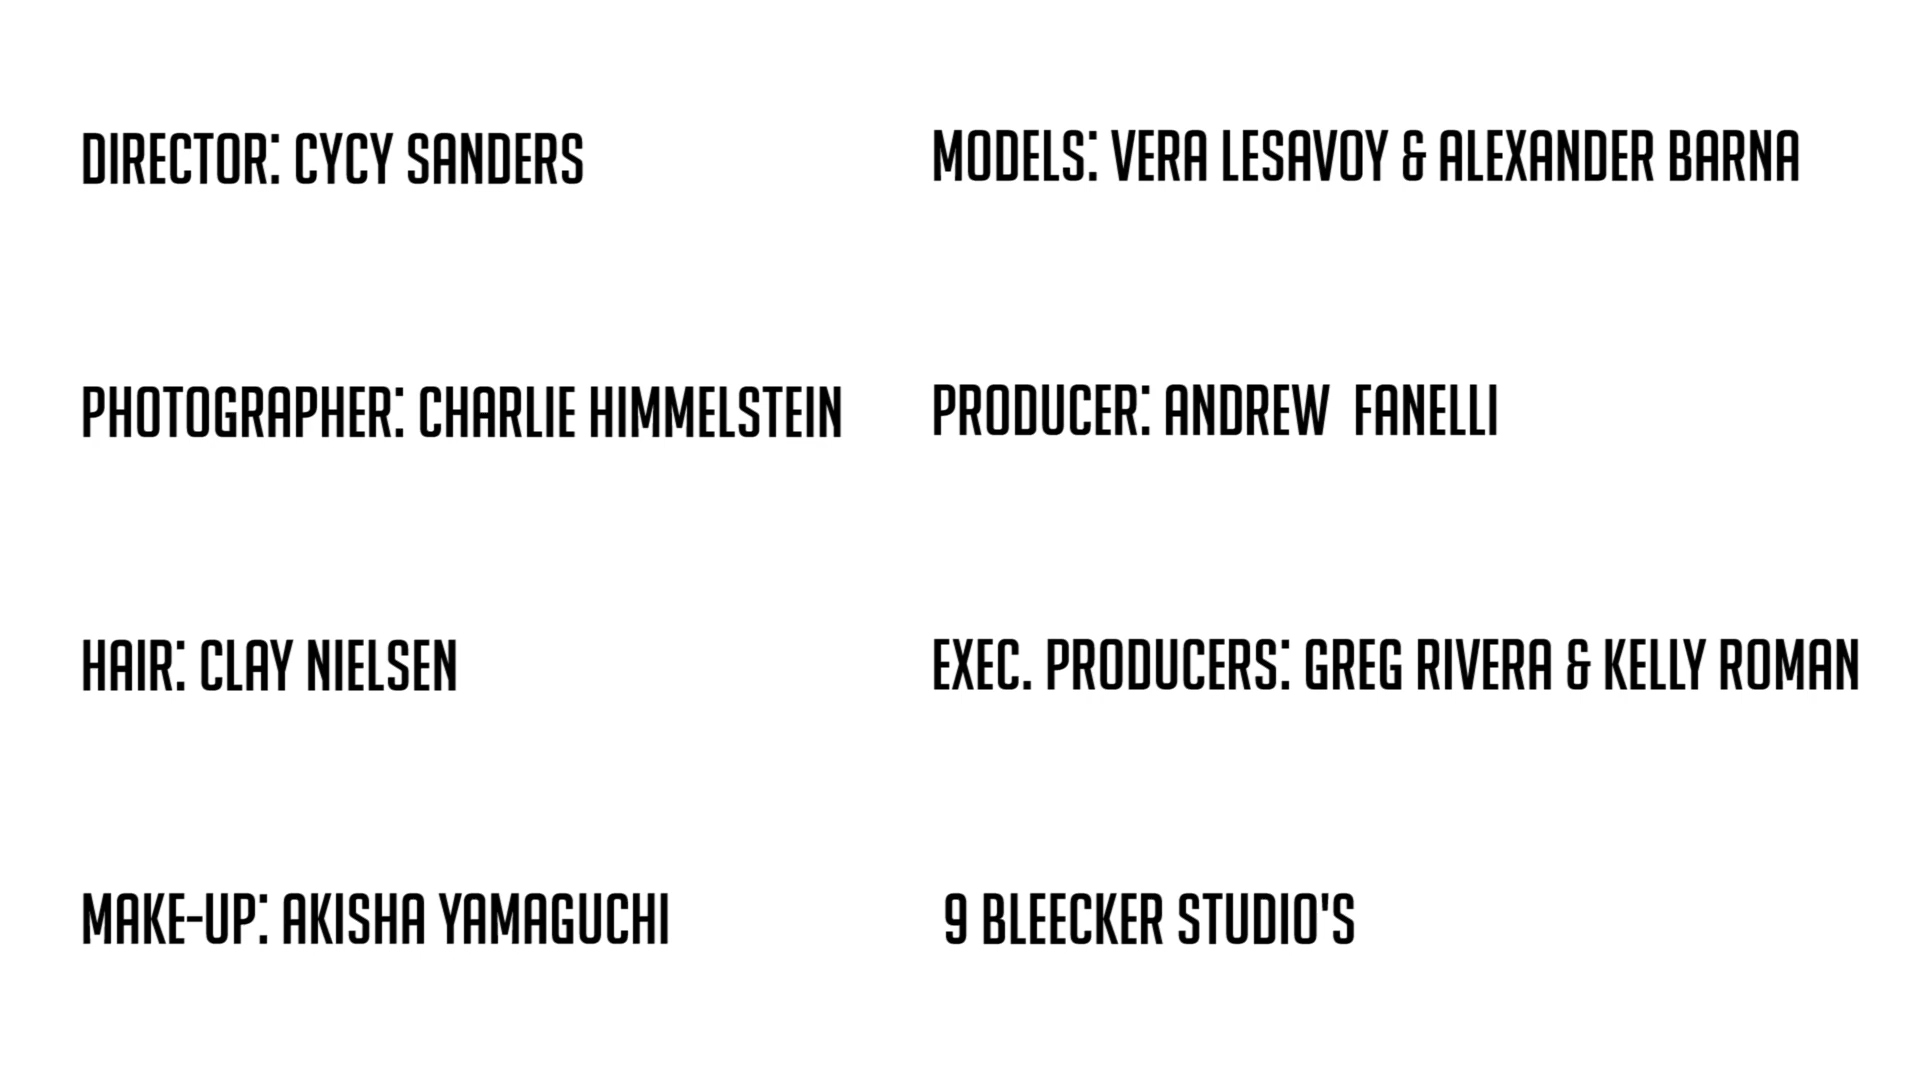 DIRECTOR: CYCY SANDERS
PHOTOGRAPHER: CHARLIE HIMMELSTEIN
HAIR: CLAY NIELSEN
MAKE-UP: AKISHA YAMAGUCHI
MODELS: VERA LESAVOY & ALEXANDER BARNA
PRODUCER: ANDREW  FANELLI
EXEC. PRODUCERS: GREG RIVERA & KELLY ROMAN
9 BLEECKER STUDIO'S